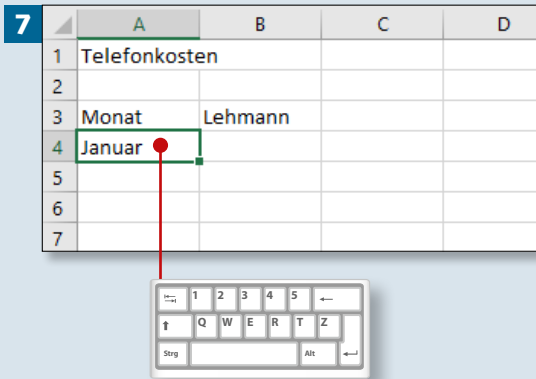 7
A B C D
1 Telefonkosten
2
3 Monat Lehmann
4 Januar
5
6
7
1 2 3 4 5
Q W E R T Z
Strg Alt